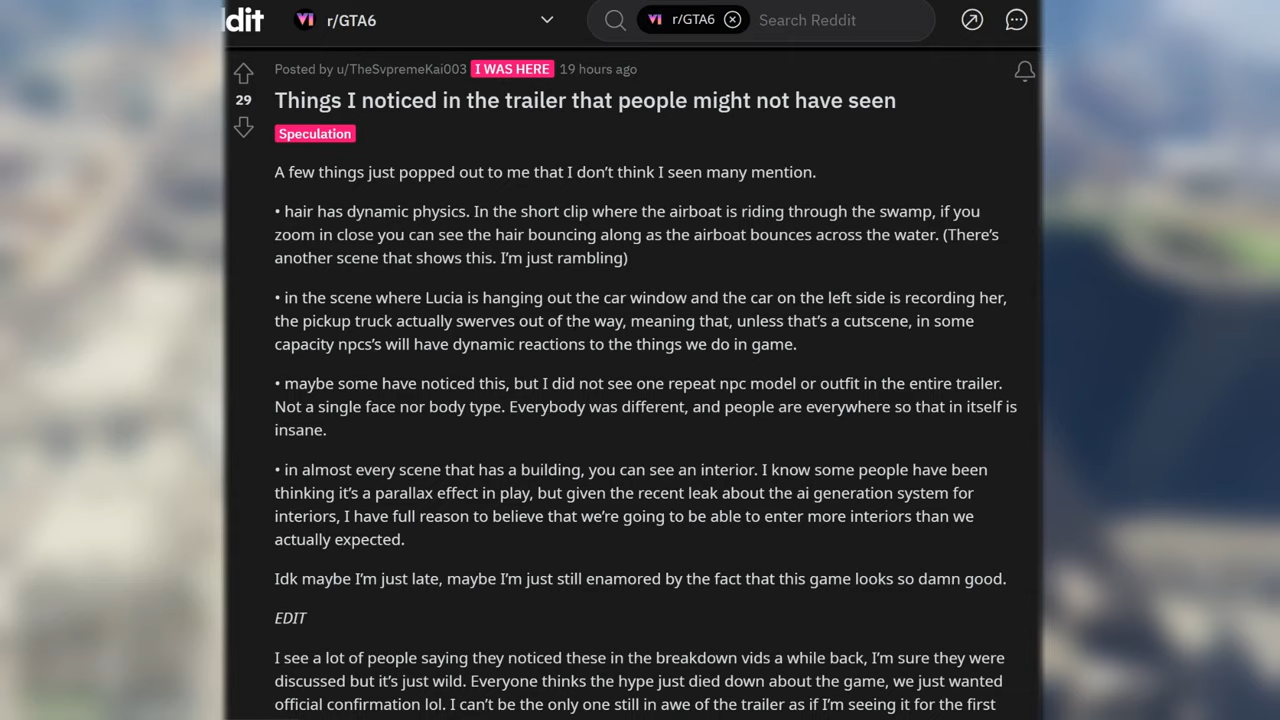 dit r/GTA6 r/GTA6 Search Reddit
Posted by u/TheSvpremeKai003 I WAS HERE 19 hours ago
29
Things I noticed in the trailer that people might not have seen
Speculation
A few things just popped out to me that I don’t think I seen many mention.
• hair has dynamic physics. In the short clip where the airboat is riding through the swamp, if you
zoom in close you can see the hair bouncing along as the airboat bounces across the water. (There’s
another scene that shows this. I’m just rambling)
• in the scene where Lucia is hanging out the car window and the car on the left side is recording her,
the pickup truck actually swerves out of the way, meaning that, unless that’s a cutscene, in some
capacity npcs’s will have dynamic reactions to the things we do in game.
• maybe some have noticed this, but I did not see one repeat npc model or outfit in the entire trailer.
Not a single face nor body type. Everybody was different, and people are everywhere so that in itself is
insane.
• in almost every scene that has a building, you can see an interior. I know some people have been
thinking it’s a parallax effect in play, but given the recent leak about the ai generation system for
interiors, I have full reason to believe that we’re going to be able to enter more interiors than we
actually expected.
Idk maybe I’m just late, maybe I’m just still enamored by the fact that this game looks so damn good.
EDIT
I see a lot of people saying they noticed these in the breakdown vids a while back, I’m sure they were
discussed but it’s just wild. Everyone thinks the hype just died down about the game, we just wanted
official confirmation lol. I can’t be the only one still in awe of the trailer as if I’m seeing it for the first